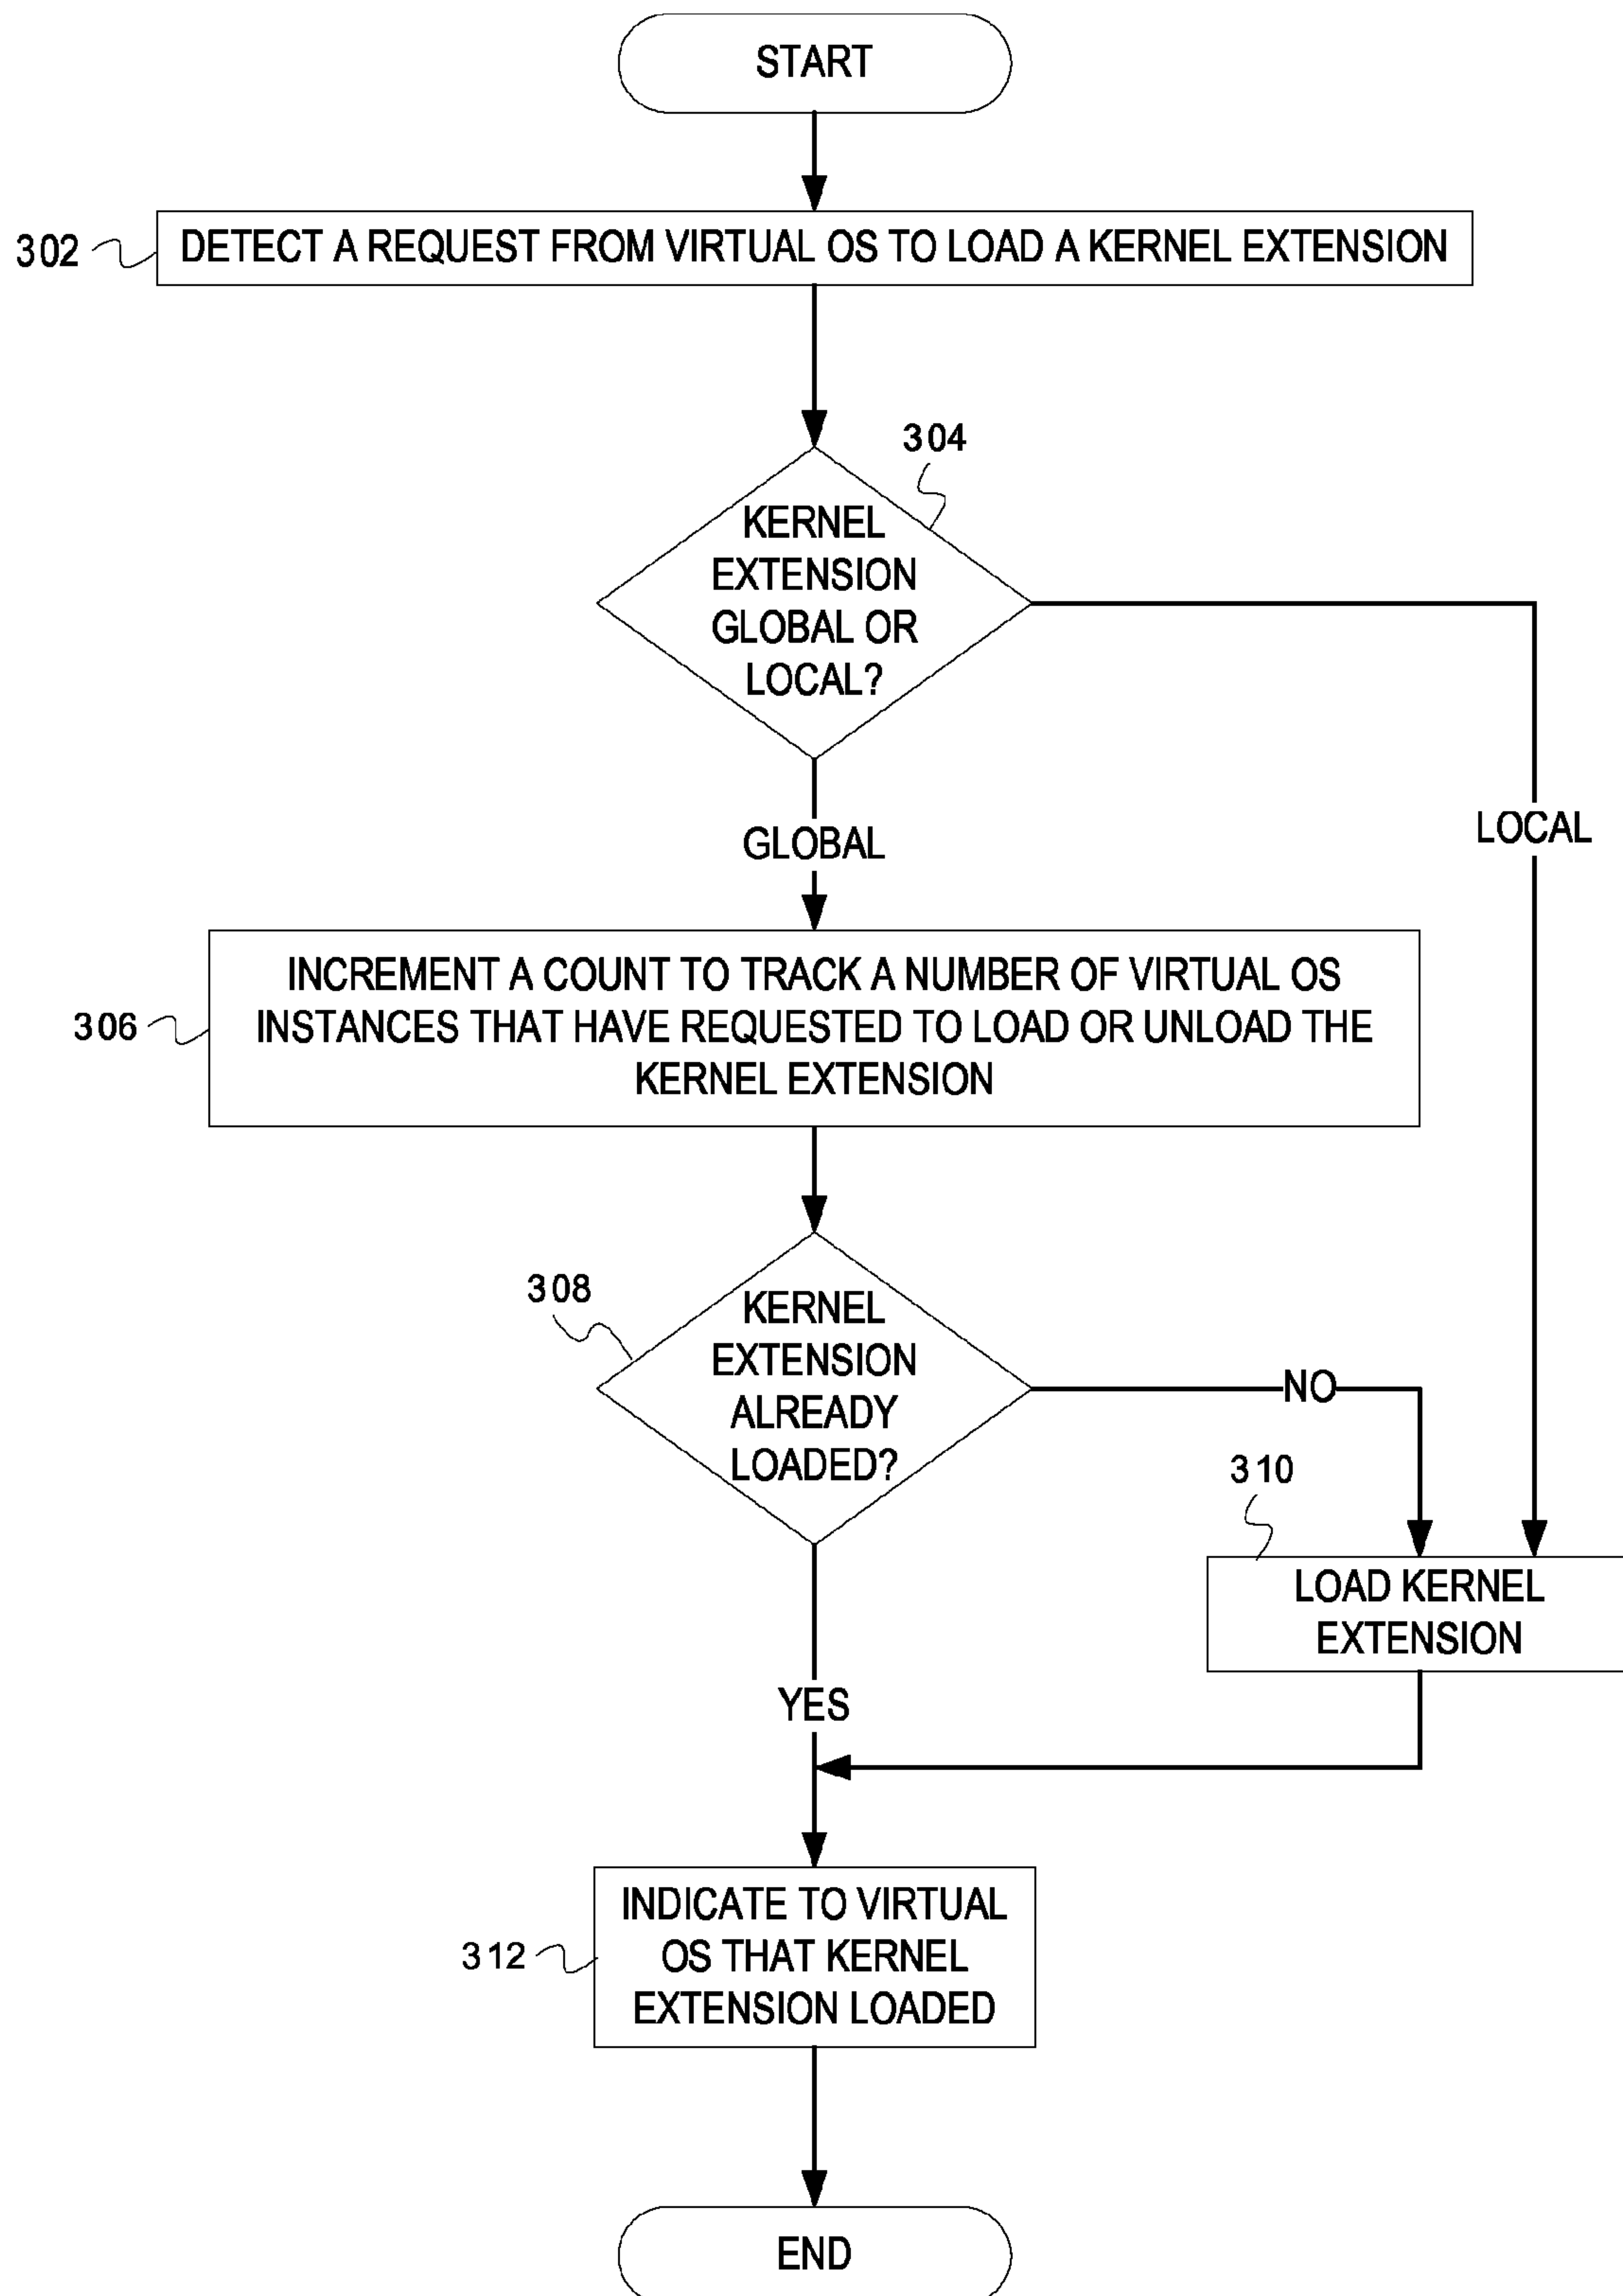 START
302
DETECT A REQUEST FROM VIRTUAL OS TO LOAD A KERNEL EXTENSION
304
KERNEL
EXTENSION
GLOBAL OR
LOCAL?
LOCAL
GLOBAL
306
INCREMENT A COUNT TO TRACK A NUMBER OF VIRTUAL OS
INSTANCES THAT HAVE REQUESTED TO LOAD OR UNLOAD THE
KERNEL EXTENSION
308
KERNEL
EXTENSION
ALREADY
LOADED?
NO
310
LOAD KERNEL
EXTENSION
YES
312
INDICATE TO VIRTUAL
OS THAT KERNEL
EXTENSION LOADED
END